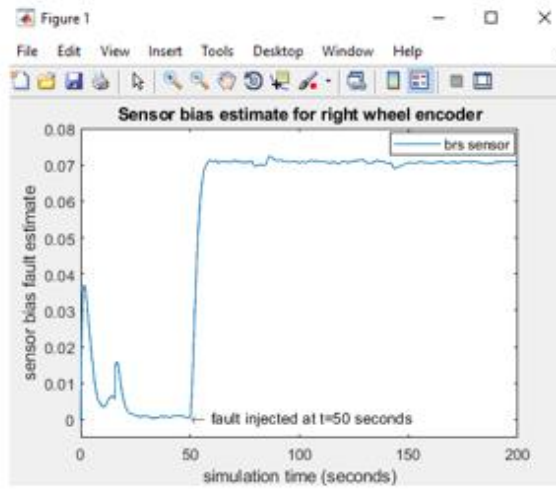 Figure 1
File Edit View Insert Tools Desktop Window Help
Sensor bias estimate for right wheel encoder
0.08
brs sensor
0.07
0.06
0.05
0.04
0.03
0.02
0.01
0
sensor bias fault estimate
← fault injected at t=50 seconds
0 50 100 150 200
simulation time (seconds)